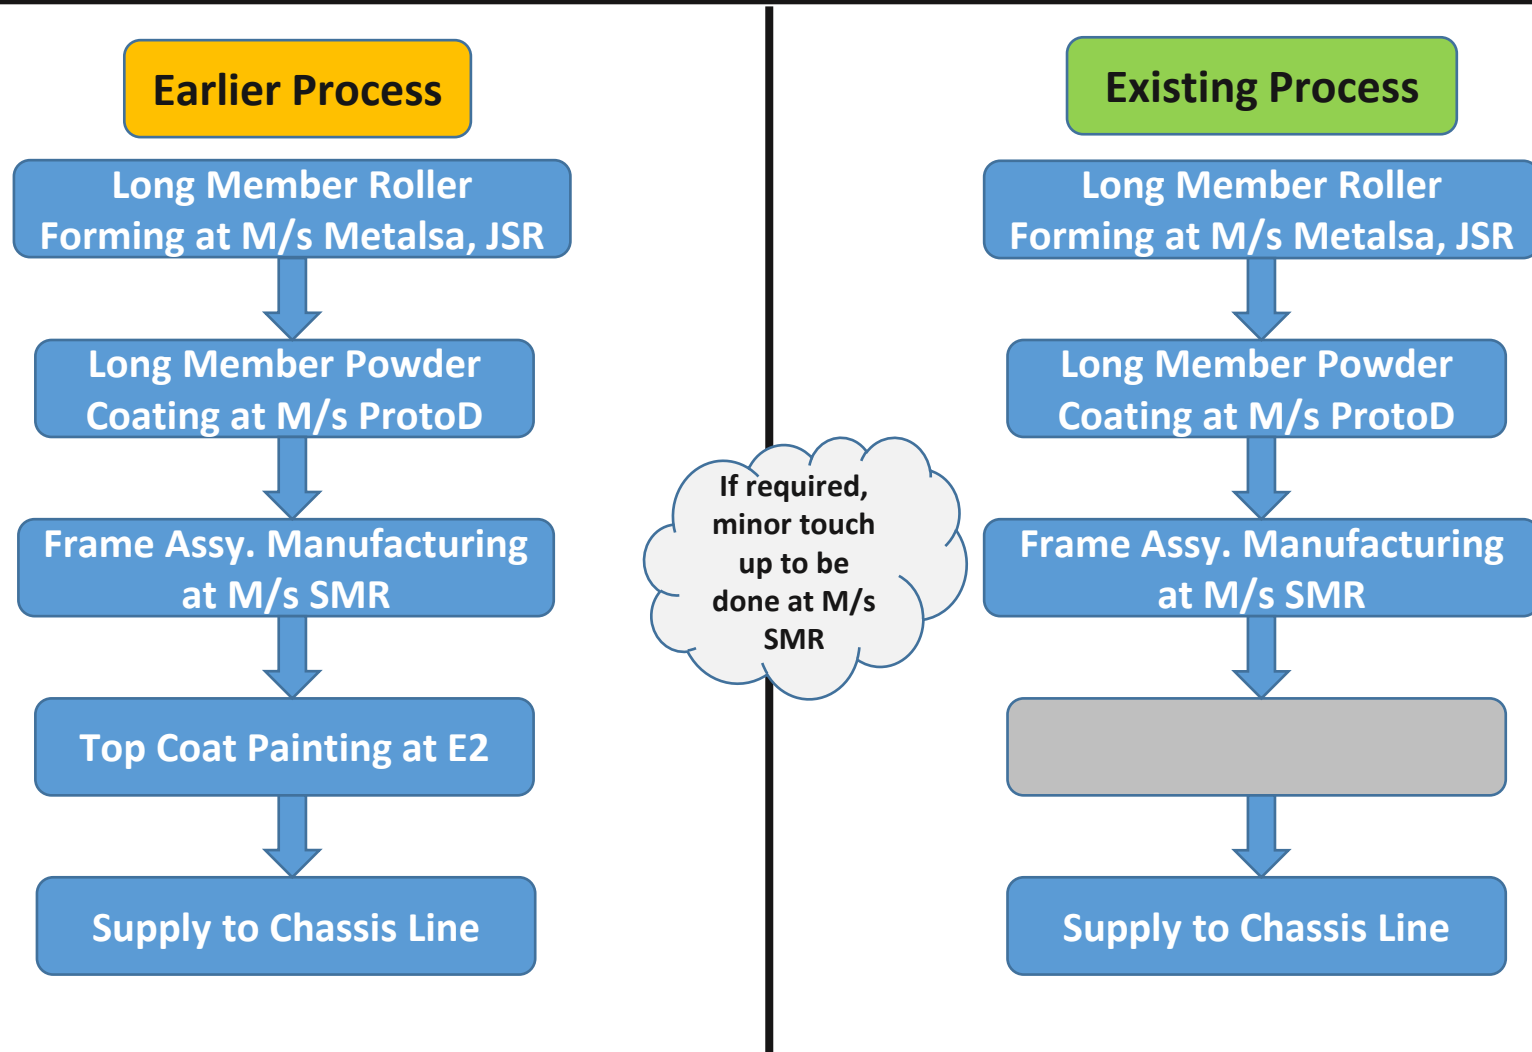 Earlier Process
Long Member Roller
Forming at M/s Metalsa, JSR
Long Member Powder
Coating at M/s ProtoD
Frame Assy. Manufacturing
at M/s SMR
Top Coat Painting at E2
Supply to Chassis Line
If required,
minor touch
up to be
done at M/s
SMR
Existing Process
Long Member Roller
Forming at M/s Metalsa, JSR
Long Member Powder
Coating at M/s ProtoD
Frame Assy. Manufacturing
at M/s SMR
Supply to Chassis Line